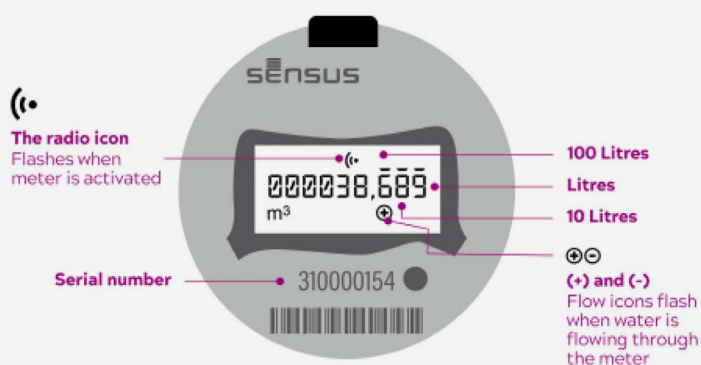 sensus
The radio icon
Flashes when
meter is activated
000038,689
m³
100 Litres
Litres
10 Litres
Serial number
310000154
(+) and (-)
Flow icons flash
when water is
flowing through
the meter